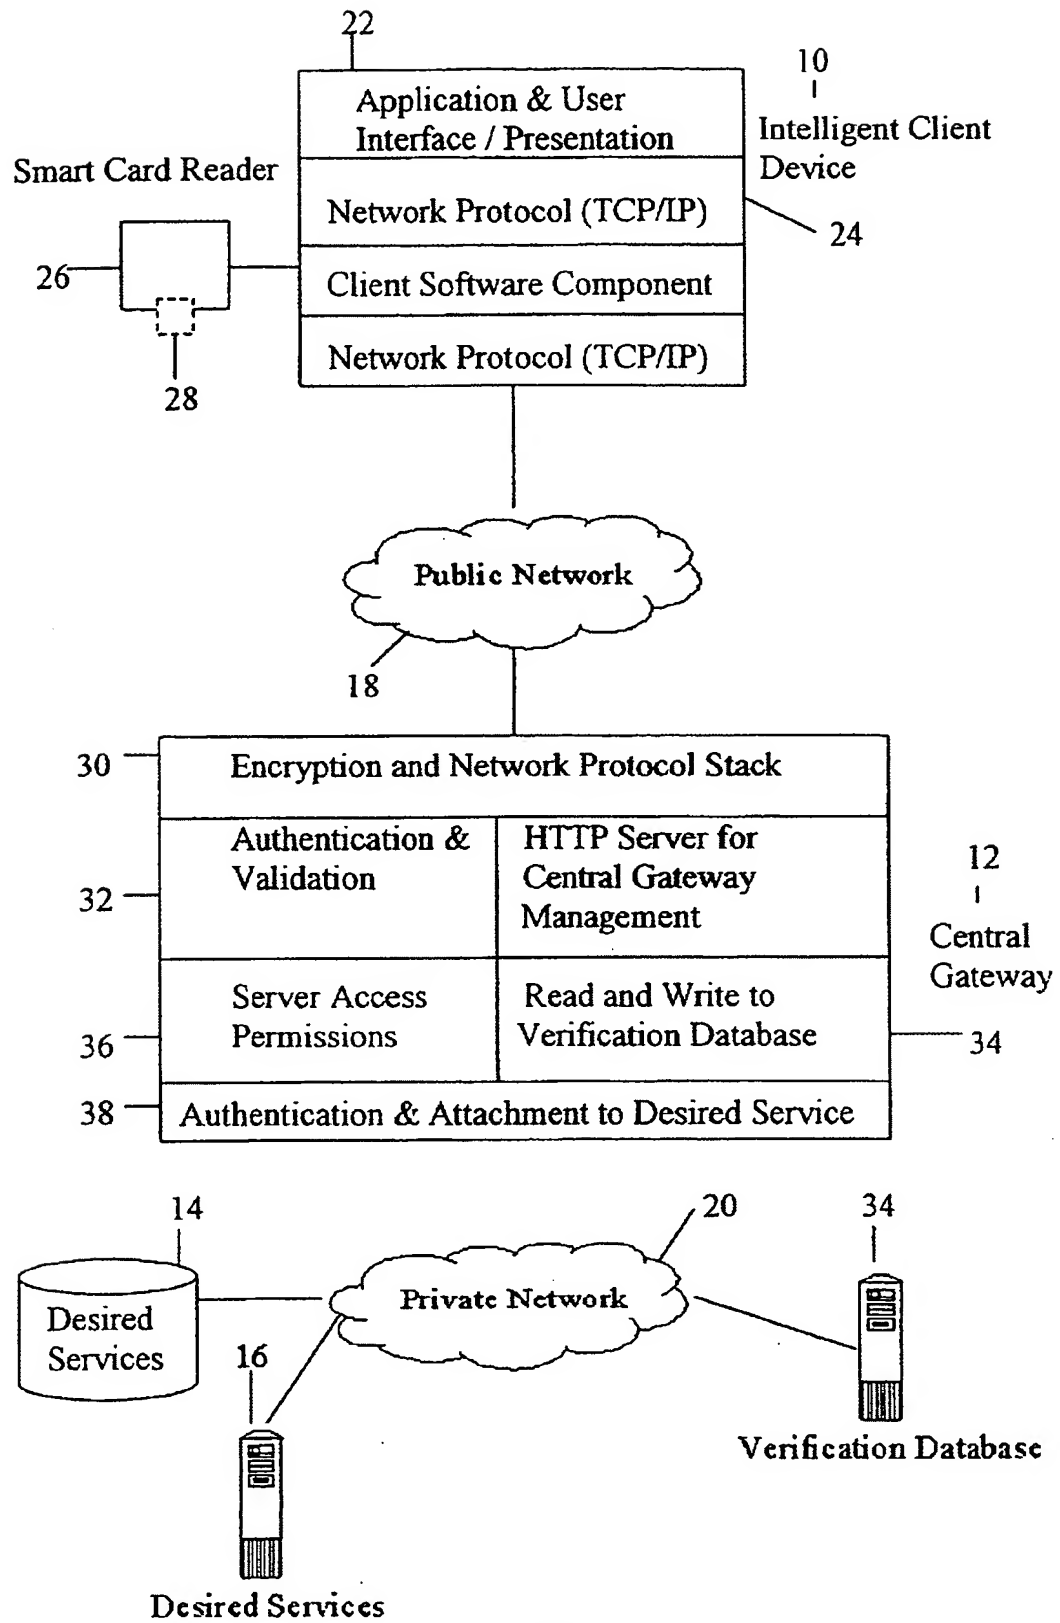 22
10
Application & User
Interface / Presentation
Intelligent Client
Device
Smart Card Reader
Network Protocol (TCP/IP)
24
26
Client Software Component
Network Protocol (TCP/IP)
28
Public Network
18
30
Encryption and Network Protocol Stack
Authentication &
Validation
HTTP Server for
Central Gateway
Management
12
32
Central
Gateway
Server Access
Permissions
Read and Write to
Verification Database
36
34
38
Authentication & Attachment to Desired Service
14
20
34
Desired
Services
Private Network
16
Verification Database
Desired Services